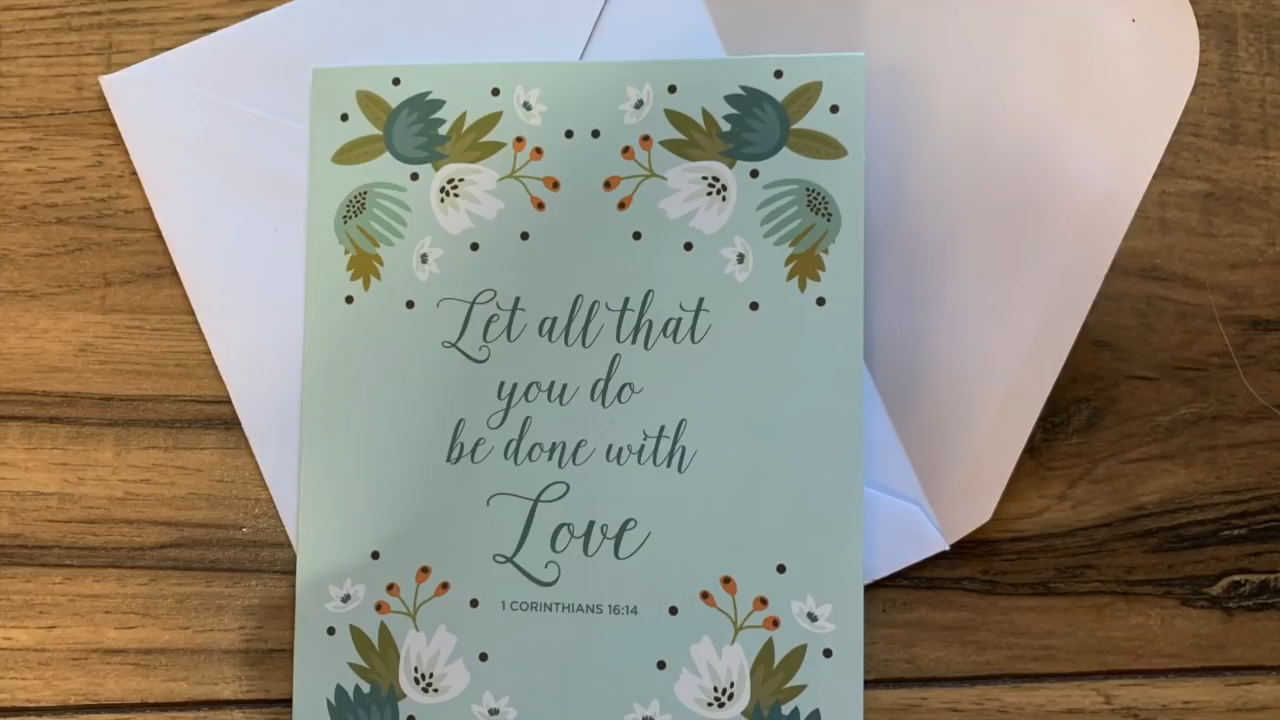 Let all that
you do
be done with
Love
1 CORINTHIANS 16:14